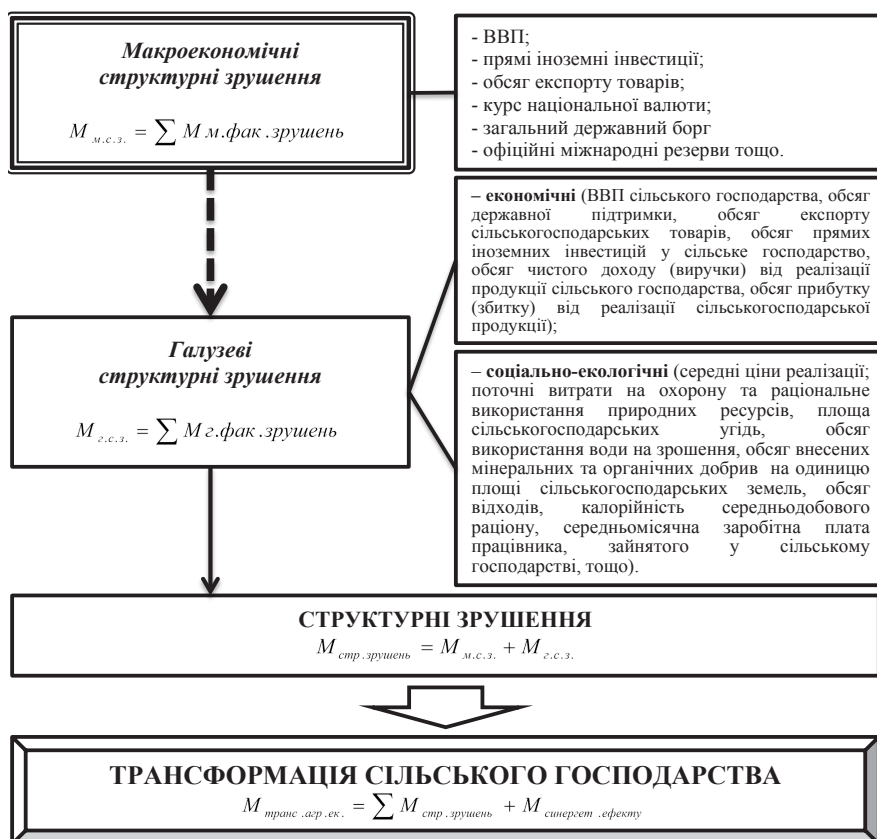 Макроекономічні
структурні зрушення
M м.с.з. = ∑ M м.фак.зрушень
- ВВП;
- прямі іноземні інвестиції;
- обсяг експорту товарів;
- курс національної валюти;
- загальний державний борг
- офіційні міжнародні резерви тощо.
– економічні (ВВП сільського господарства, обсяг
державної підтримки, обсяг експорту
сільськогосподарських товарів, обсяг прямих
іноземних інвестицій у сільське господарство,
обсяг чистого доходу (виручки) від реалізації
продукції сільського господарства, обсяг прибутку
(збитку) від реалізації сільськогосподарської
продукції);
Галузеві
структурні зрушення
M г.с.з. = ∑ M г.фак.зрушень
– соціально-екологічні (середні ціни реалізації;
поточні витрати на охорону та раціональне
використання природних ресурсів, площа
сільськогосподарських угідь, обсяг
використання води на зрошення, обсяг внесених
мінеральних та органічних добрив на одиницю
площі сільськогосподарських земель, обсяг
відходів, калорійність середньодобового
раціону, середньомісячна заробітна плата
працівника, зайнятого у сільському
господарстві, тощо).
СТРУКТУРНІ ЗРУШЕННЯ
M стр.зрушень = M м.с.з. + M г.с.з.
ТРАНСФОРМАЦІЯ СІЛЬСЬКОГО ГОСПОДАРСТВА
M транс.агр.ек. = ∑ M стр.зрушень + M синергет.ефекту